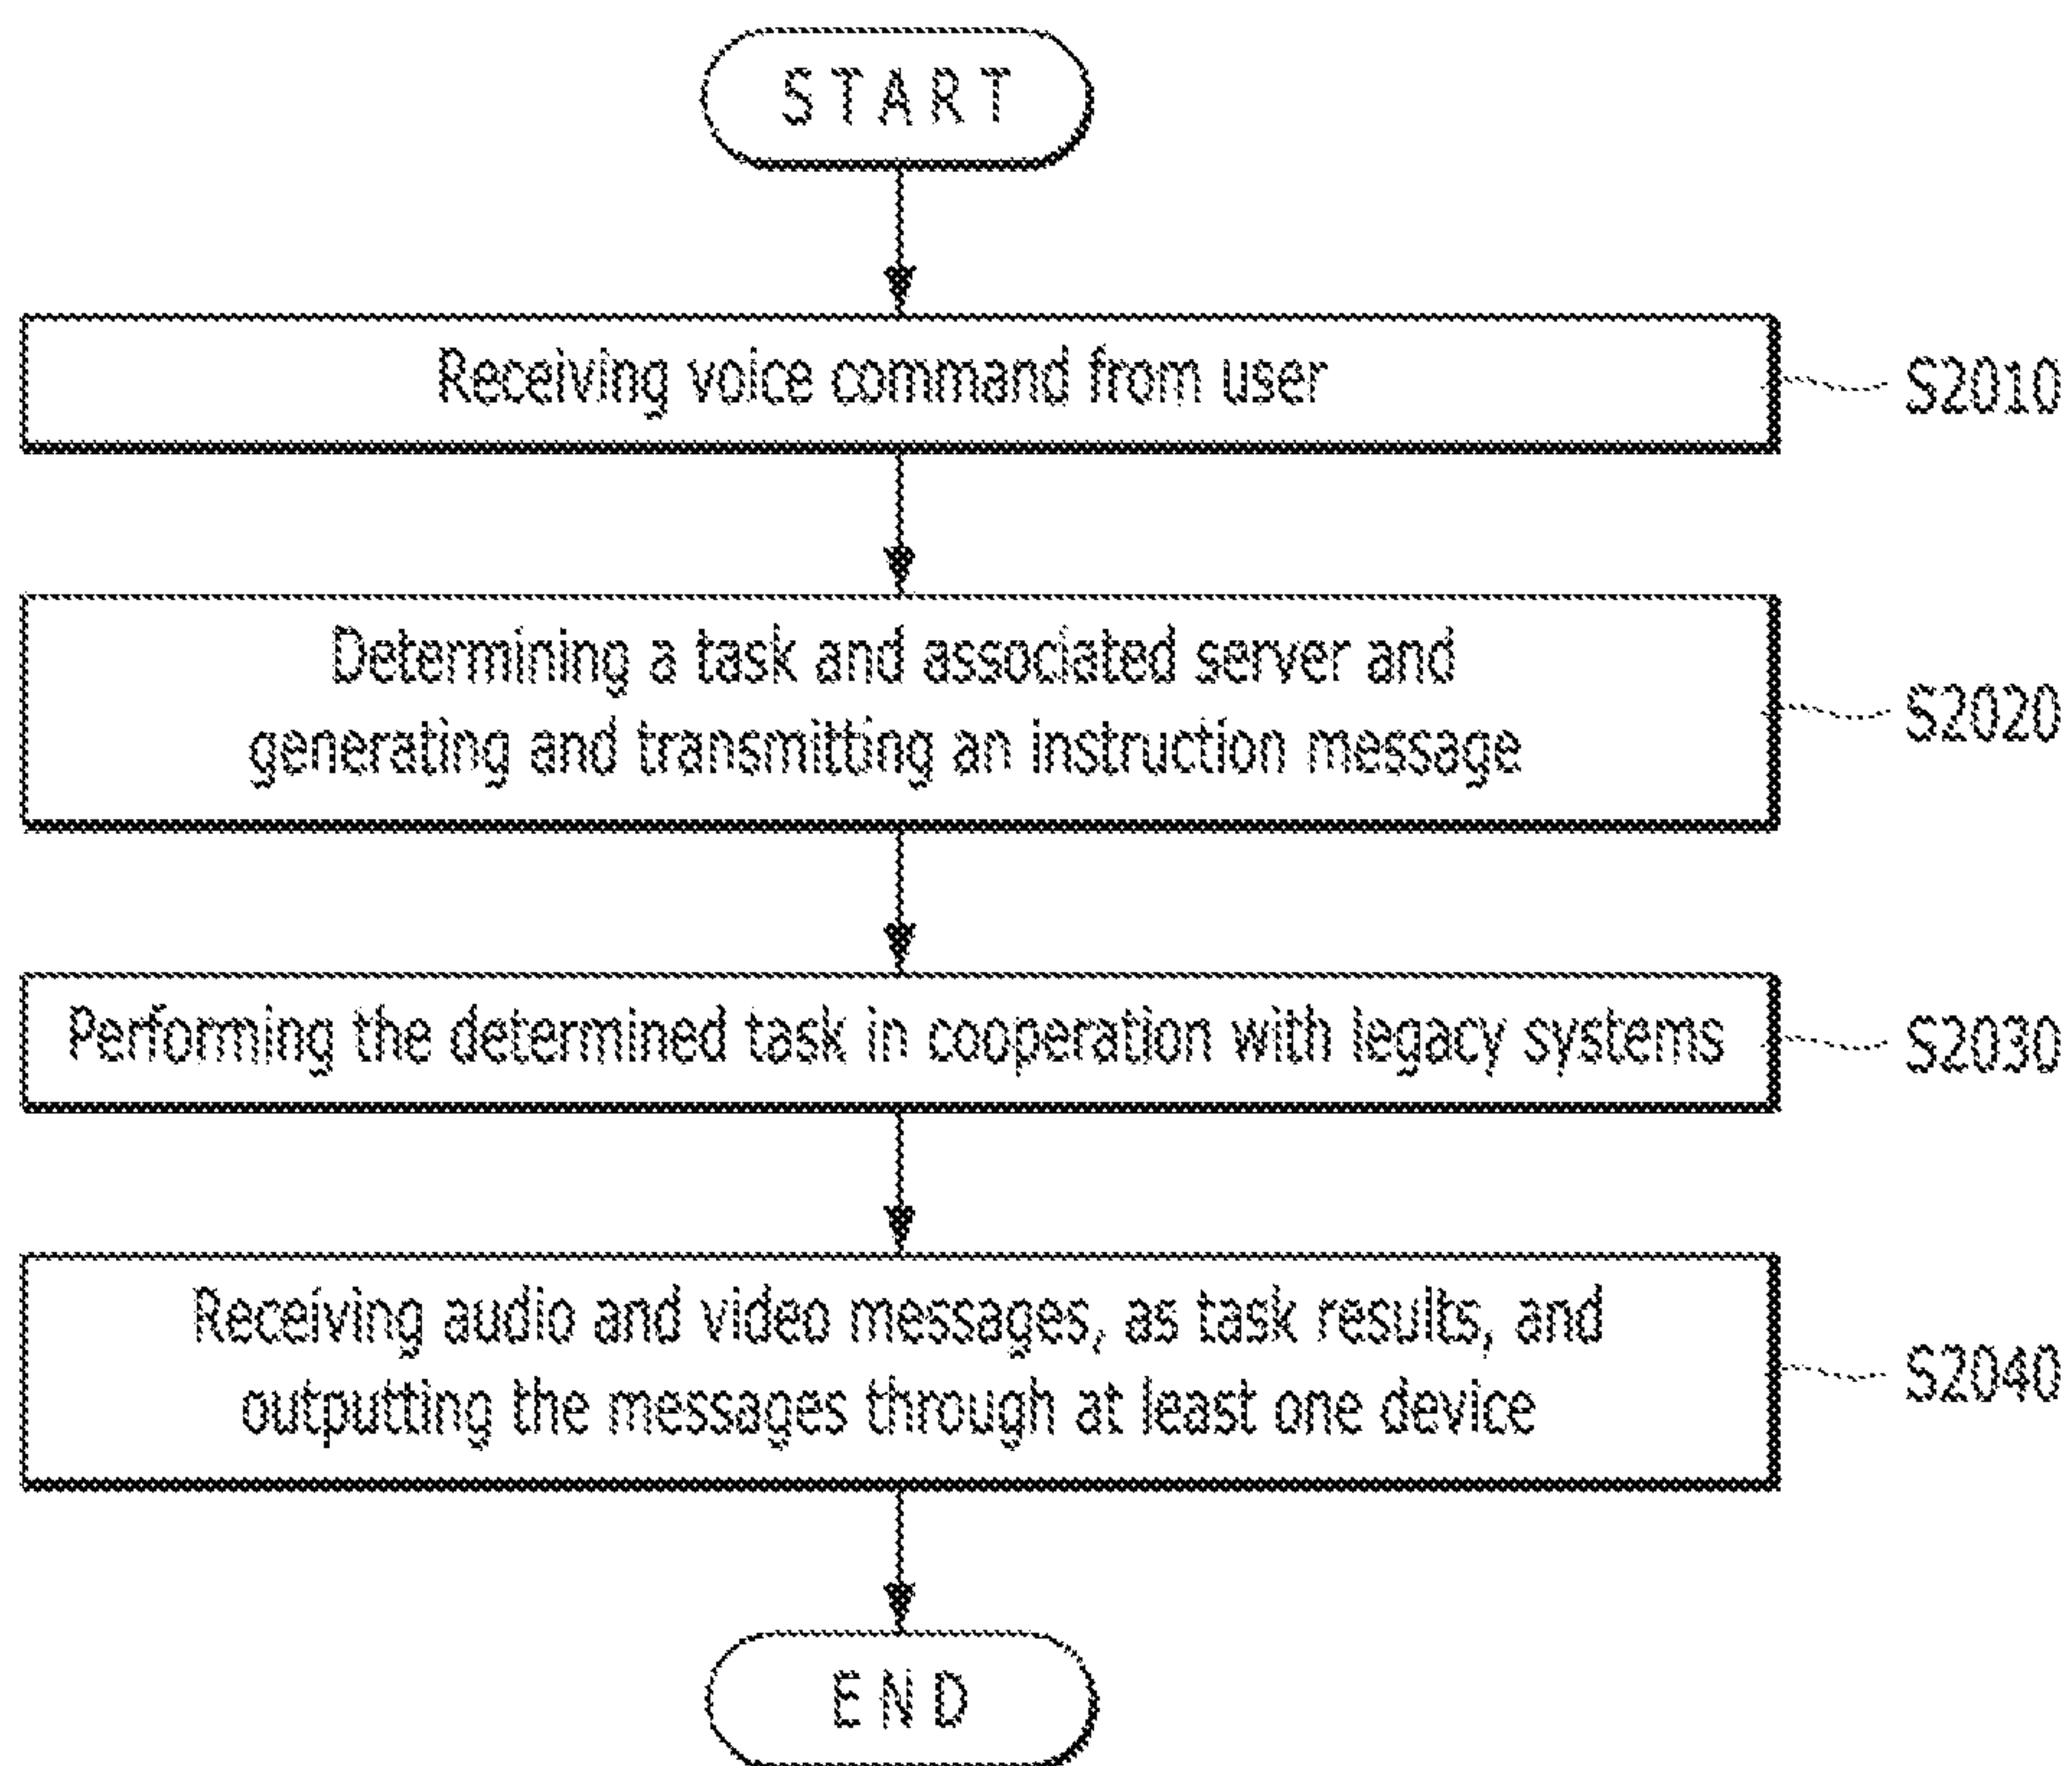 START
Receiving voice command from user
S2010
Determining a task and associated server and
generating and transmitting an instruction message
S2020
Performing the determined task in cooperation with legacy systems
S2030
Receiving audio and video messages, as task results, and
outputting the messages through at least one device
S2040
END